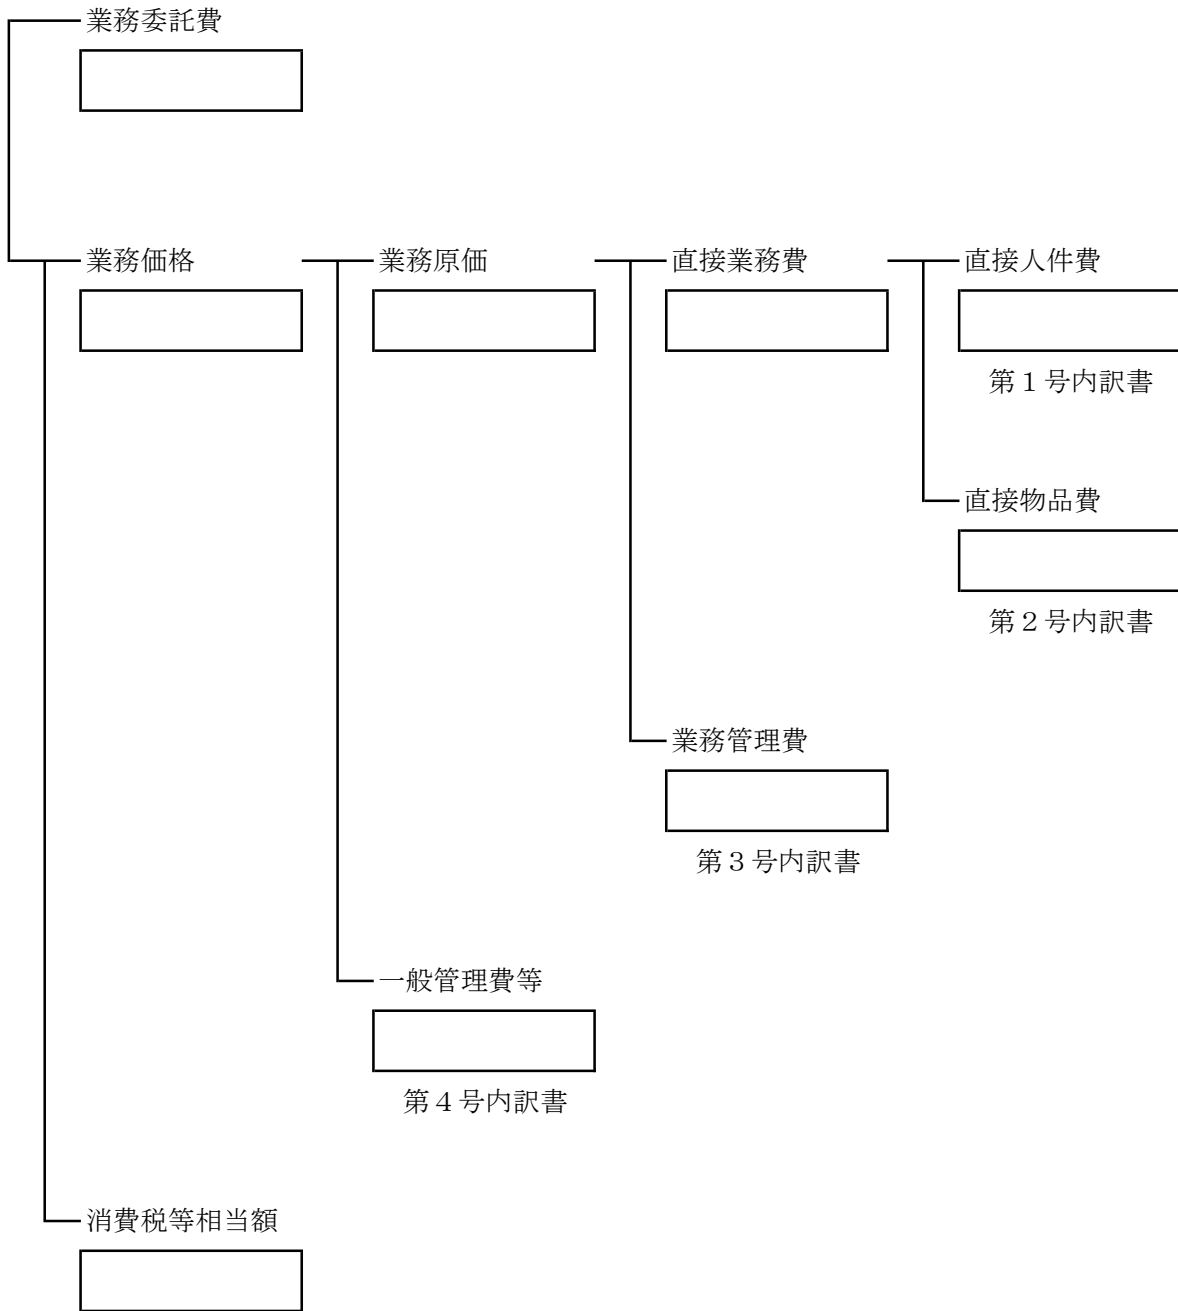 業務委託費
業務価格
業務原価
直接業務費
直接人件費
第１号内訳書
直接物品費
第２号内訳書
業務管理費
第３号内訳書
一般管理費等
第４号内訳書
消費税等相当額